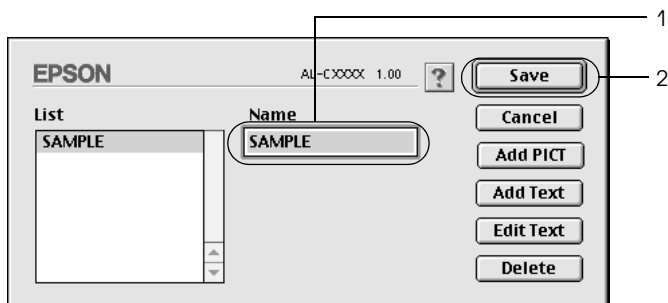 1
EPSON
AL-CXXXX 1.00
?
Save
2
List
Name
Cancel
SAMPLE
SAMPLE
Add PICT
Add Text
Edit Text
Delete